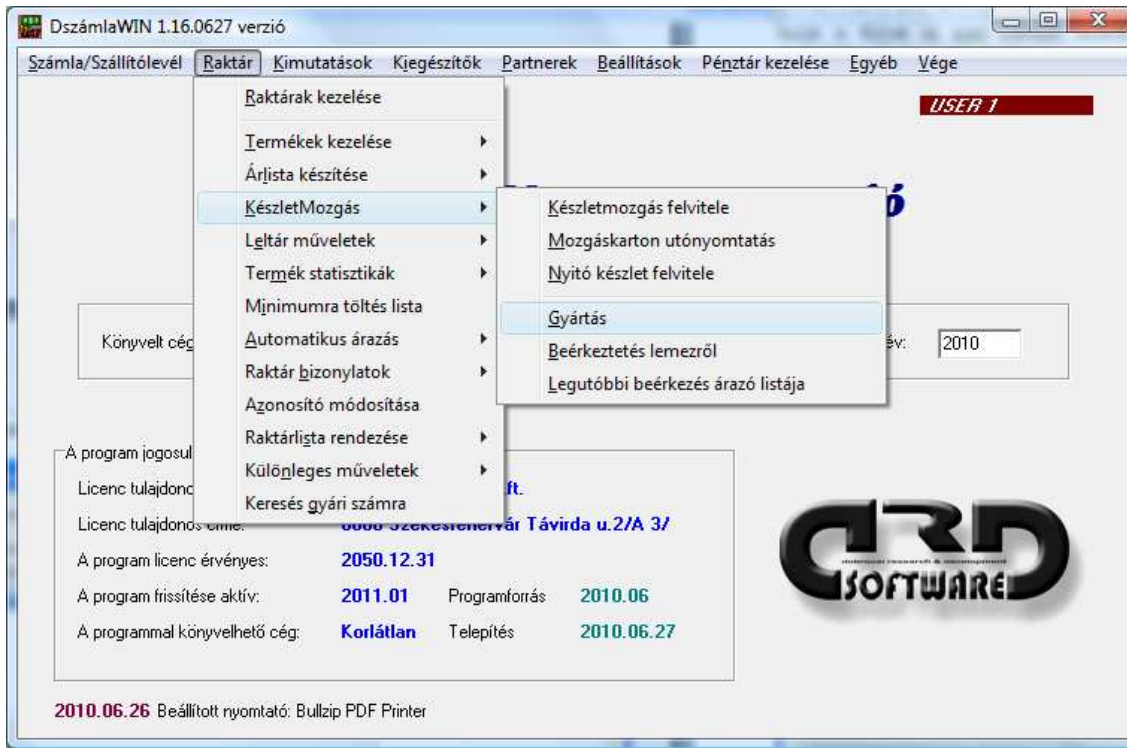 DszámlaWIN 1.16.0627 verzió
Számla/Szállítólevél Raktár Kimutatások Kiegészítők Partnerek Beállítások Pénztár kezelése Egyéb Vége
USER 1
Raktárak kezelése
Termékek kezelése
Árlista készítése
KészletMozgás
Leltár műveletek
Termék statisztikák
Minimumra töltés lista
Automatikus árazás
Raktár bizonylatok
Azonosító módosítása
Raktárlista rendezése
Különleges műveletek
Keresés gyári számra
Készletmozgás felvitele
Mozgáskarton utónyomtatás
Nyitó készlet felvitele
Gyártás
Beérkeztetés lemezről
Legutóbbi beérkezés árazó listája
Könyvelt cég
év: 2010
A program jogosul
Licenc tulajdono ft.
Licenc tulajdonos címe: Székesfehérvár Távirda u.2/A 3/
A program licenc érvényes: 2050.12.31
A program frissítése aktív: 2011.01 Programforrás 2010.06
A programmal könyvelhető cég: Korlátlan Telepítés 2010.06.27
DRD
SOFTWARE
2010.06.26 Beállított nyomtató: Bullzip PDF Printer